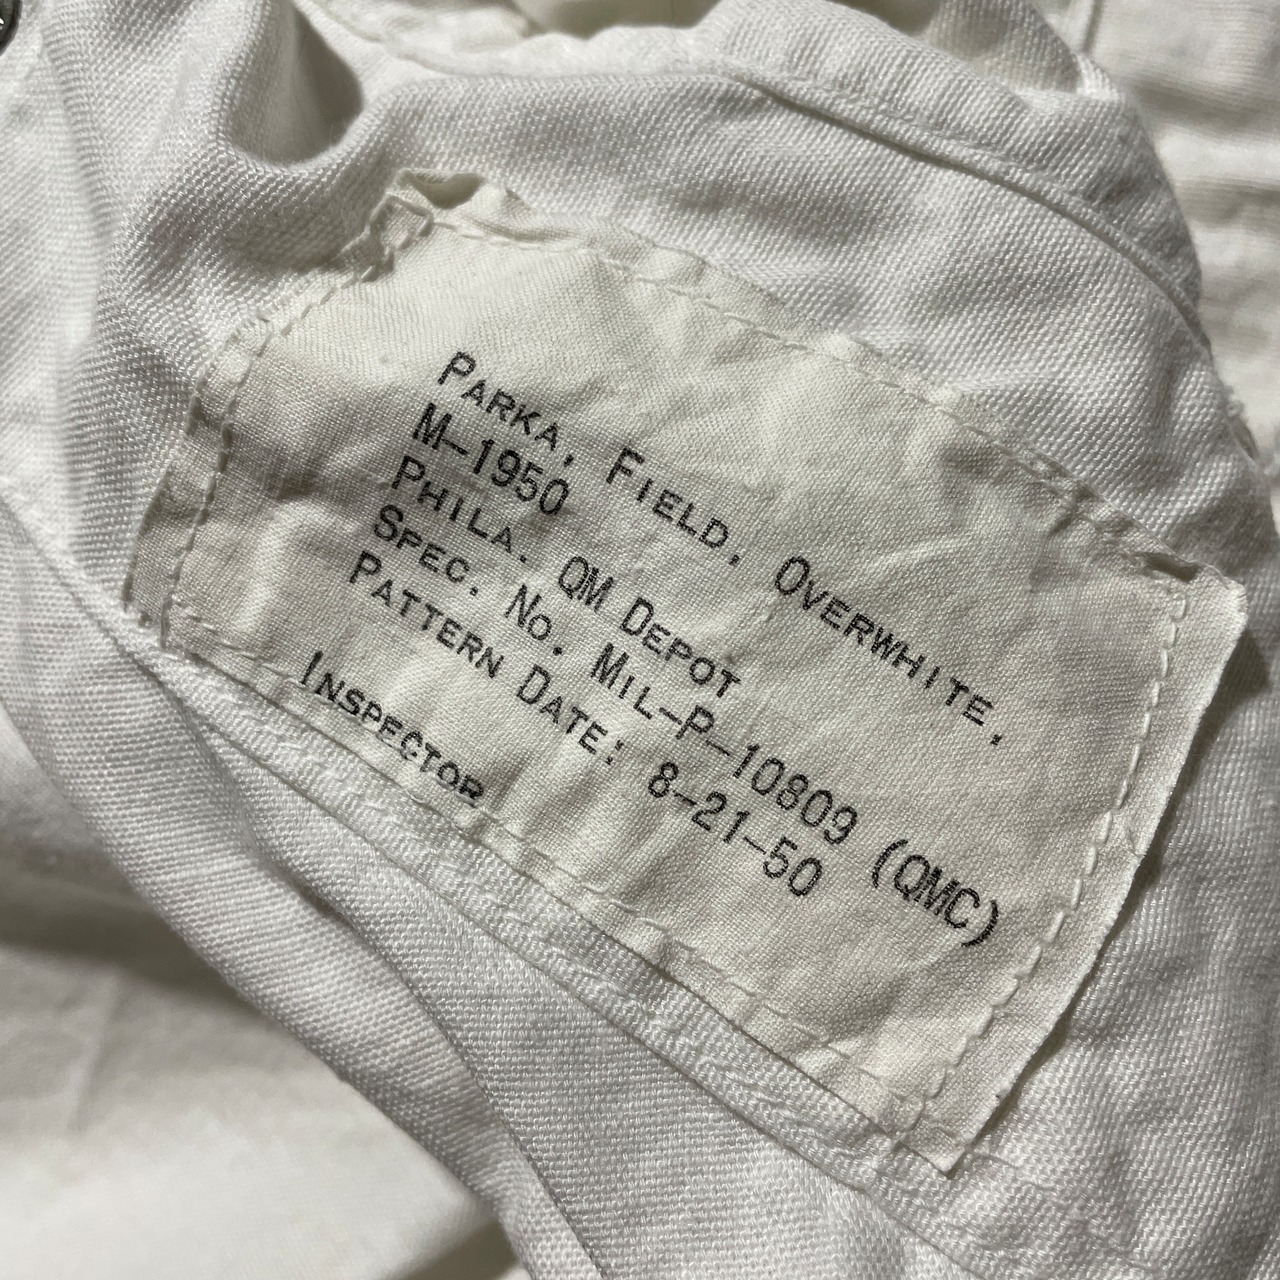 Parka, Field, Overwhite,
M-1950
Phila. QM Depot
Spec. No. Mil-P-10809 (QMC)
Pattern Date: 8-21-50
Inspector